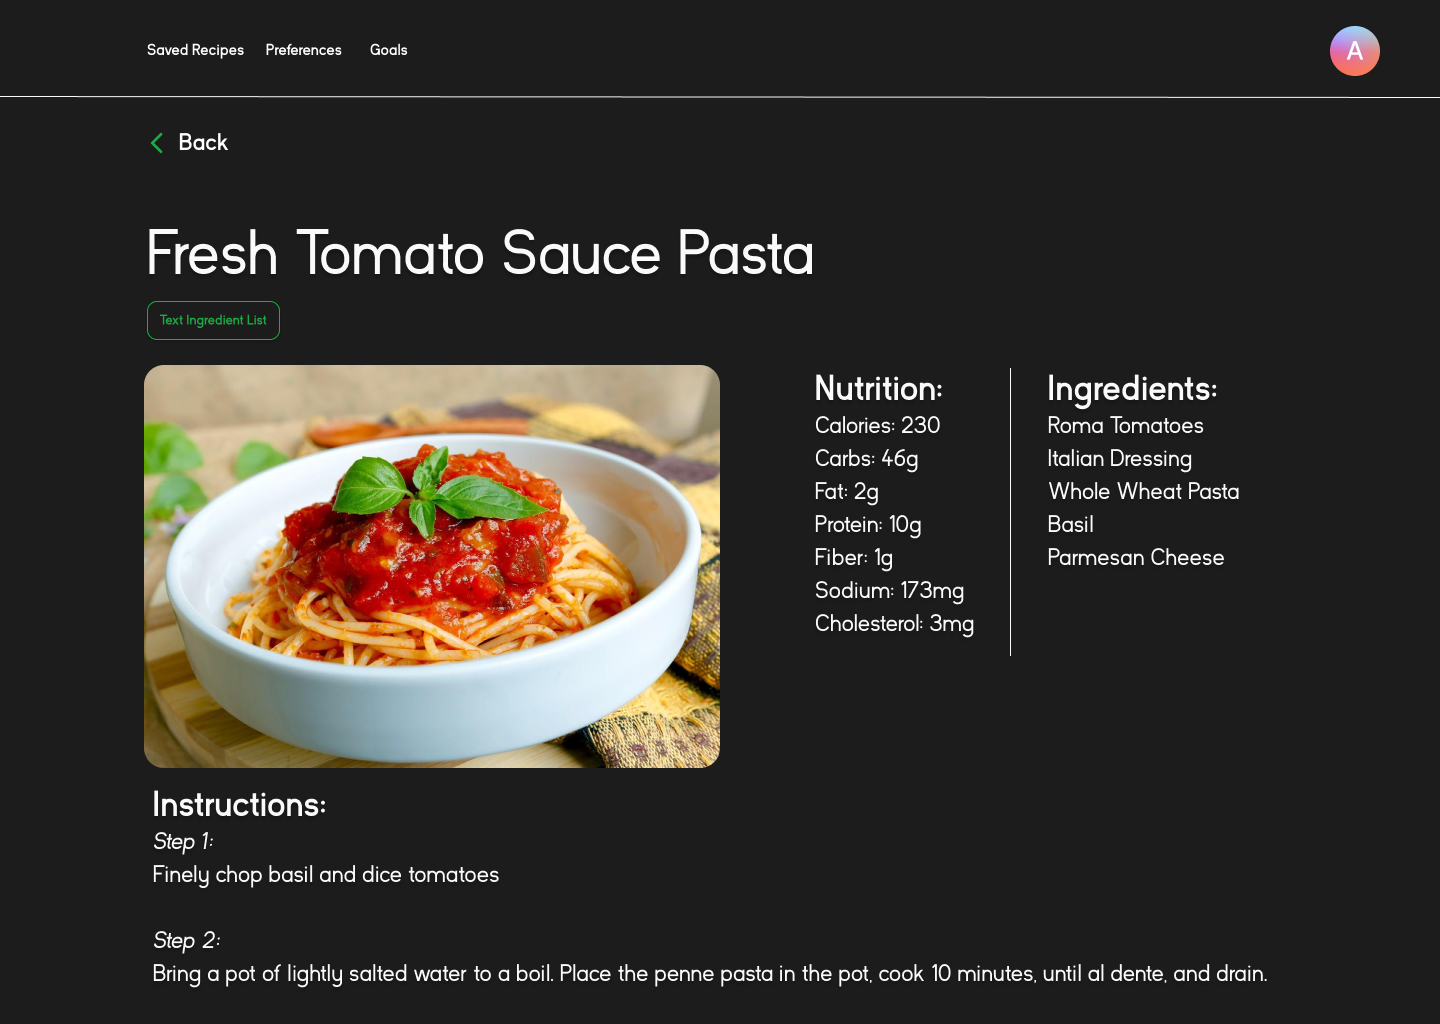 Saved Recipes Preferences Goals
A
Back
Fresh Tomato Sauce Pasta
Text Ingredient List
Nutrition:
Calories: 230
Carbs: 46g
Fat: 2g
Protein: 10g
Fiber: 1g
Sodium: 173mg
Cholesterol: 3mg
Ingredients:
Roma Tomatoes
Italian Dressing
Whole Wheat Pasta
Basil
Parmesan Cheese
Instructions:
Step 1:
Finely chop basil and dice tomatoes
Step 2:
Bring a pot of lightly salted water to a boil. Place the penne pasta in the pot, cook 10 minutes, until al dente, and drain.